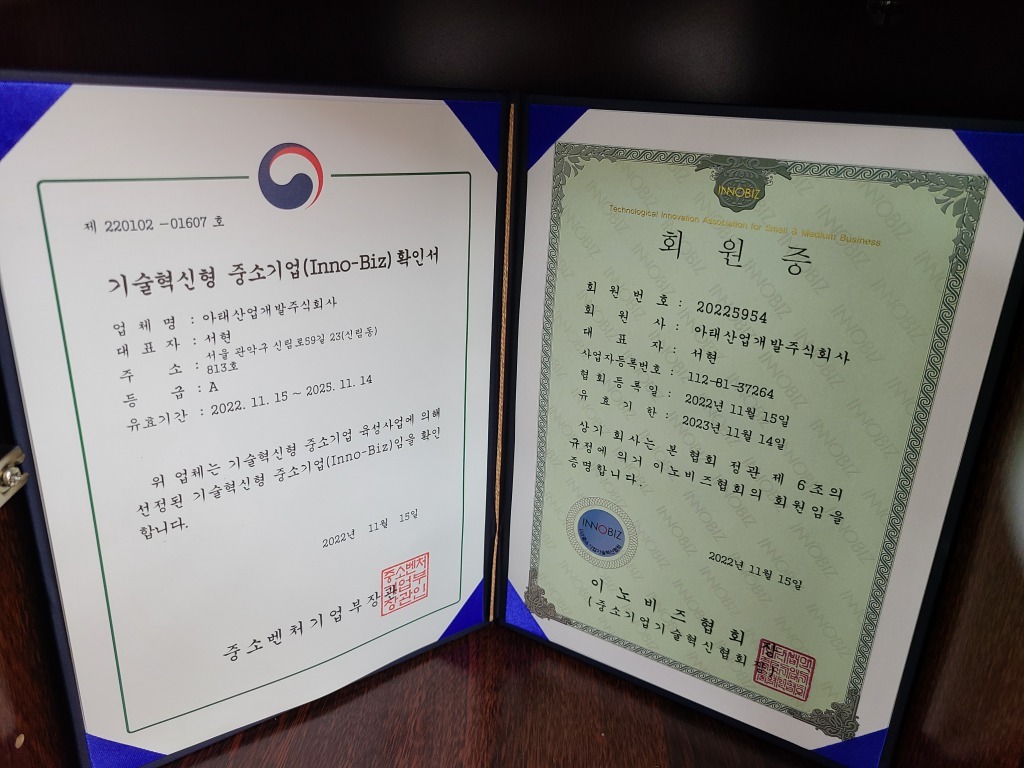 제 220102-01607 호
기술혁신형 중소기업(Inno-Biz)확인서
업체명 : 아태산업개발주식회사
대표자 : 서현
주소 : 서울 관악구 신림로59길 23(신림동)
813호
등급 : A
유효기간 : 2022. 11. 15 ~ 2025. 11. 14
위 업체는 기술혁신형 중소기업 육성사업에 의해
선정된 기술혁신형 중소기업(Inno-Biz)임을 확인
합니다.
2022년 11월 15일
중소벤처기업부장관
중소벤처
기업부
장관인
INNOBIZ
Technological Innovation Association for Small & Medium Business
회원증
회원번호 : 20225954
회원사 : 아태산업개발주식회사
대표자 : 서현
사업자등록번호 : 112-81-37264
협회등록일 : 2022년 11월 15일
유효기한 : 2023년 11월 14일
상기 회사는 본 협회 정관 제 6조의
규정에 의거 이노비즈협회의 회원임을
증명합니다.
INNOBIZ
2022년 11월 15일
이노비즈협회
(중소기업기술혁신협회